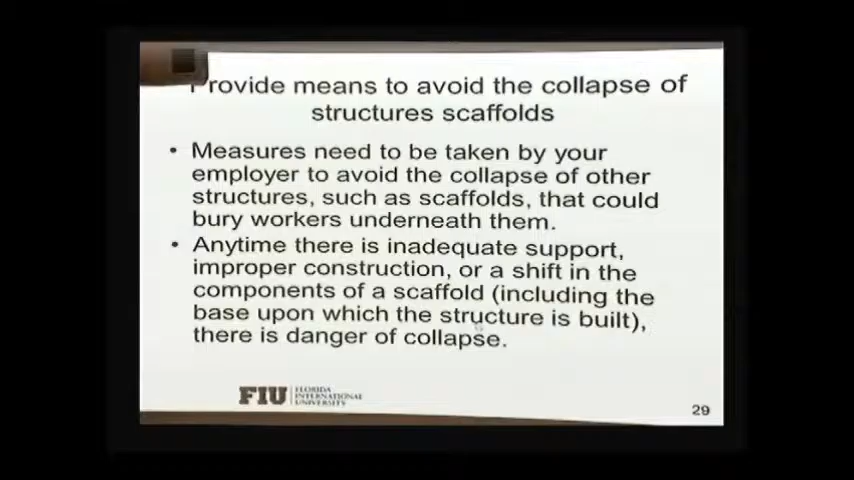 Provide means to avoid the collapse of
structures scaffolds
• Measures need to be taken by your
employer to avoid the collapse of other
structures, such as scaffolds, that could
bury workers underneath them.
• Anytime there is inadequate support,
improper construction, or a shift in the
components of a scaffold (including the
base upon which the structure is built),
there is danger of collapse.
FIU
FLORIDA
INTERNATIONAL
UNIVERSITY
29